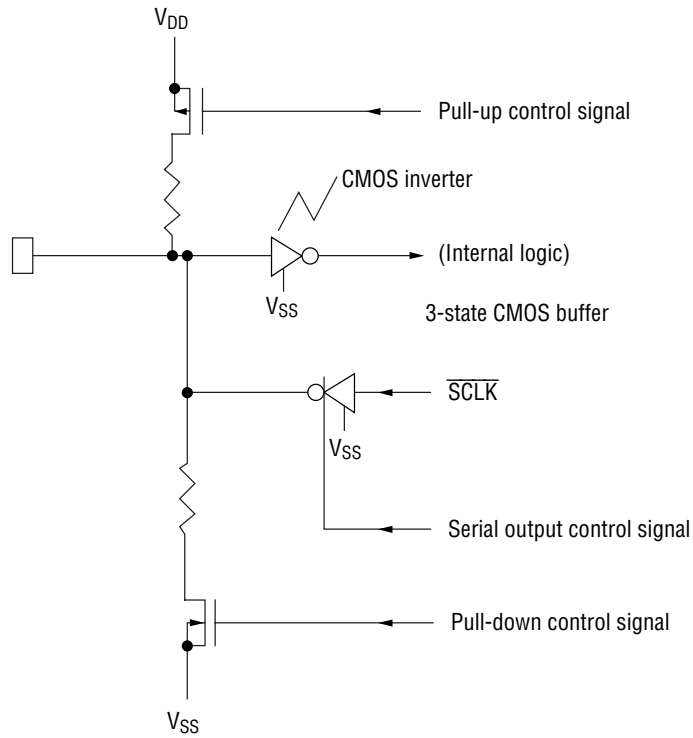 VDD
Pull-up control signal
CMOS inverter
(Internal logic)
VSS
3-state CMOS buffer
S̅C̅L̅K̅
VSS
Serial output control signal
Pull-down control signal
VSS